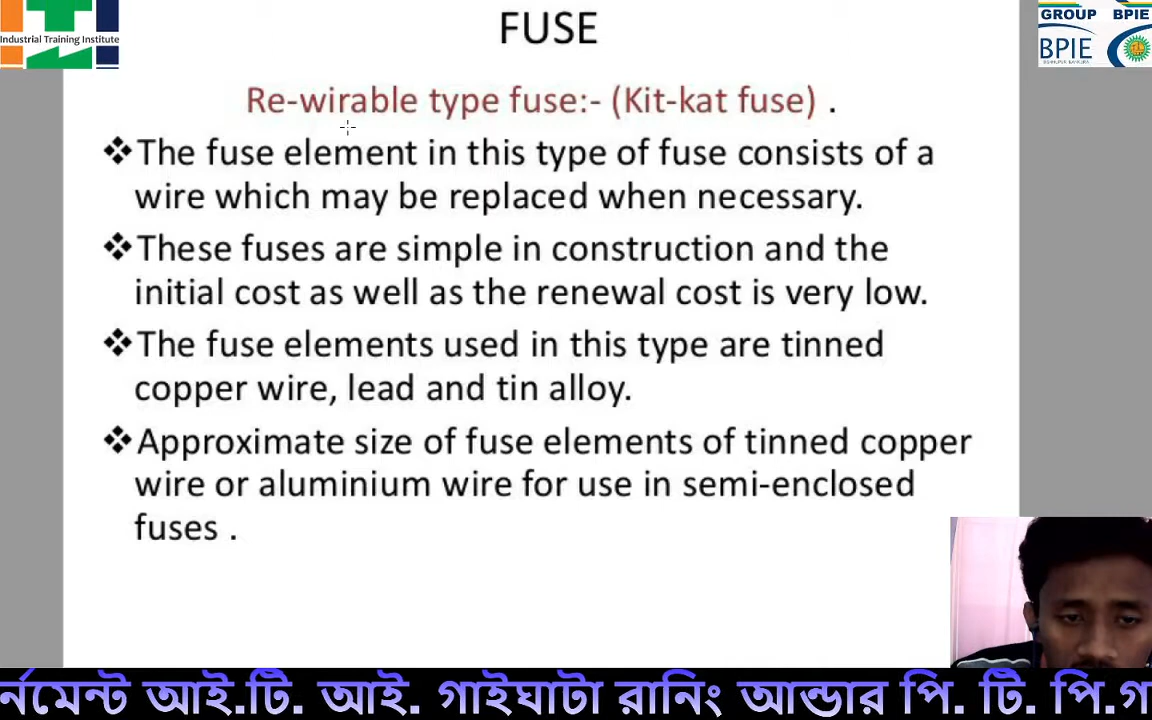 FUSE
Industrial Training Institute
GROUP BPIE
BPIE
Re-wirable type fuse:- (Kit-kat fuse) .
❖The fuse element in this type of fuse consists of a
wire which may be replaced when necessary.
❖These fuses are simple in construction and the
initial cost as well as the renewal cost is very low.
❖The fuse elements used in this type are tinned
copper wire, lead and tin alloy.
❖Approximate size of fuse elements of tinned copper
wire or aluminium wire for use in semi-enclosed
fuses .
র্নমেন্ট আই.টি. আই. গাইঘাটা রানিং আন্ডার পি. টি. পি.গ